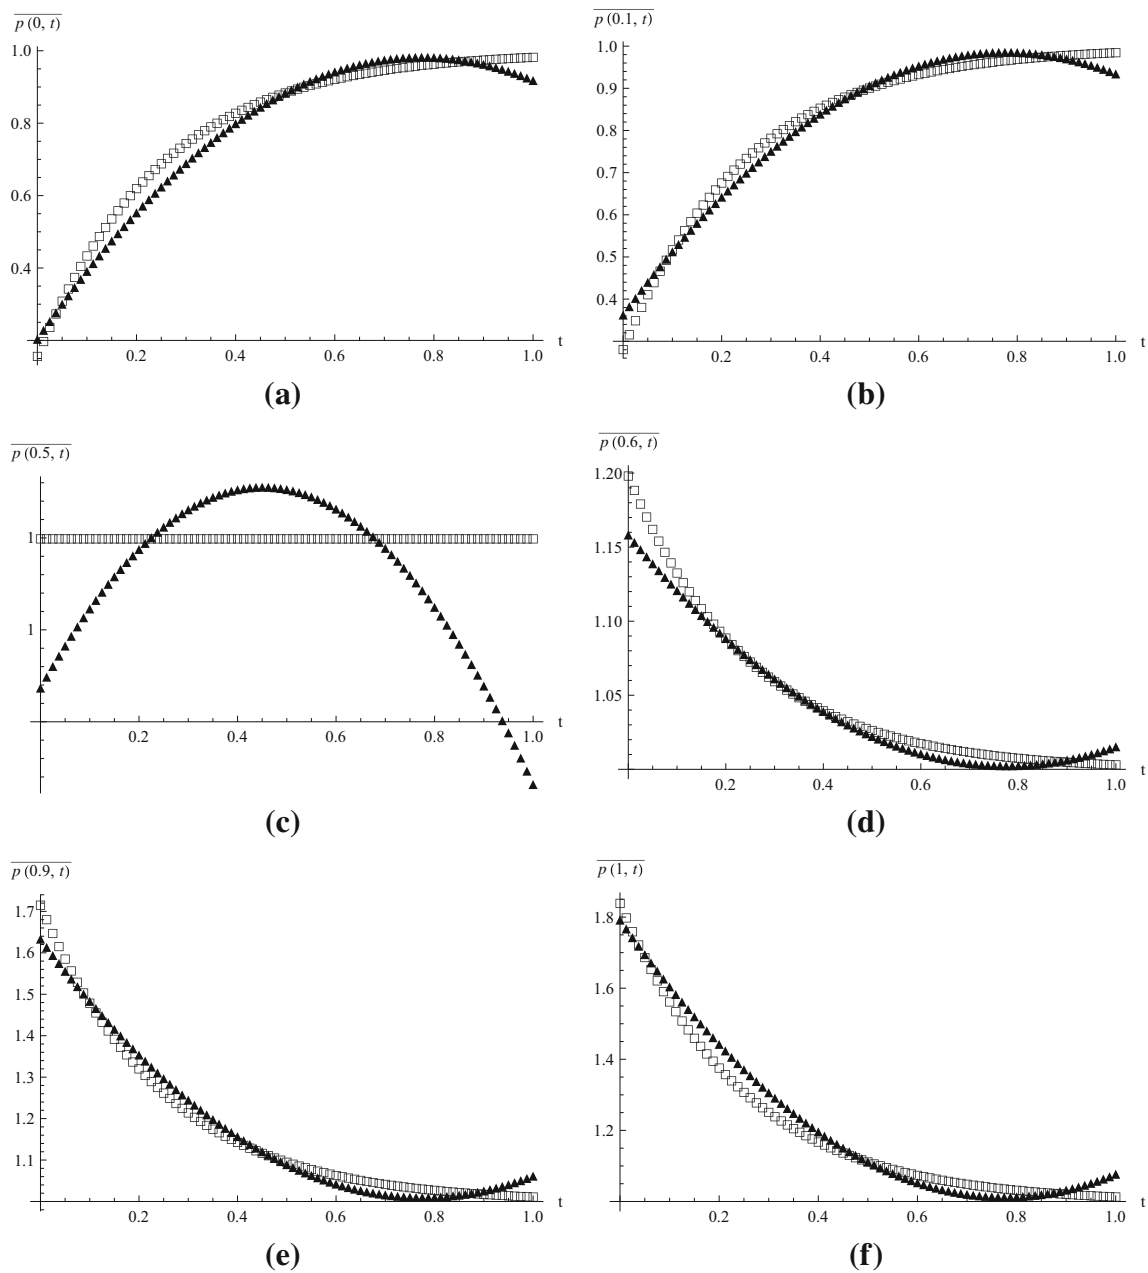 p (0, t)
1.0
0.8
0.6
0.4
0.2 0.4 0.6 0.8 1.0 t
(a)
p (0.1, t)
1.0
0.9
0.8
0.7
0.6
0.5
0.4
0.2 0.4 0.6 0.8 1.0 t
(b)
p (0.5, t)
1
1
0.2 0.4 0.6 0.8 1.0 t
(c)
p (0.6, t)
1.20
1.15
1.10
1.05
0.2 0.4 0.6 0.8 1.0 t
(d)
p (0.9, t)
1.7
1.6
1.5
1.4
1.3
1.2
1.1
0.2 0.4 0.6 0.8 1.0 t
(e)
p (1, t)
1.8
1.6
1.4
1.2
0.2 0.4 0.6 0.8 1.0 t
(f)